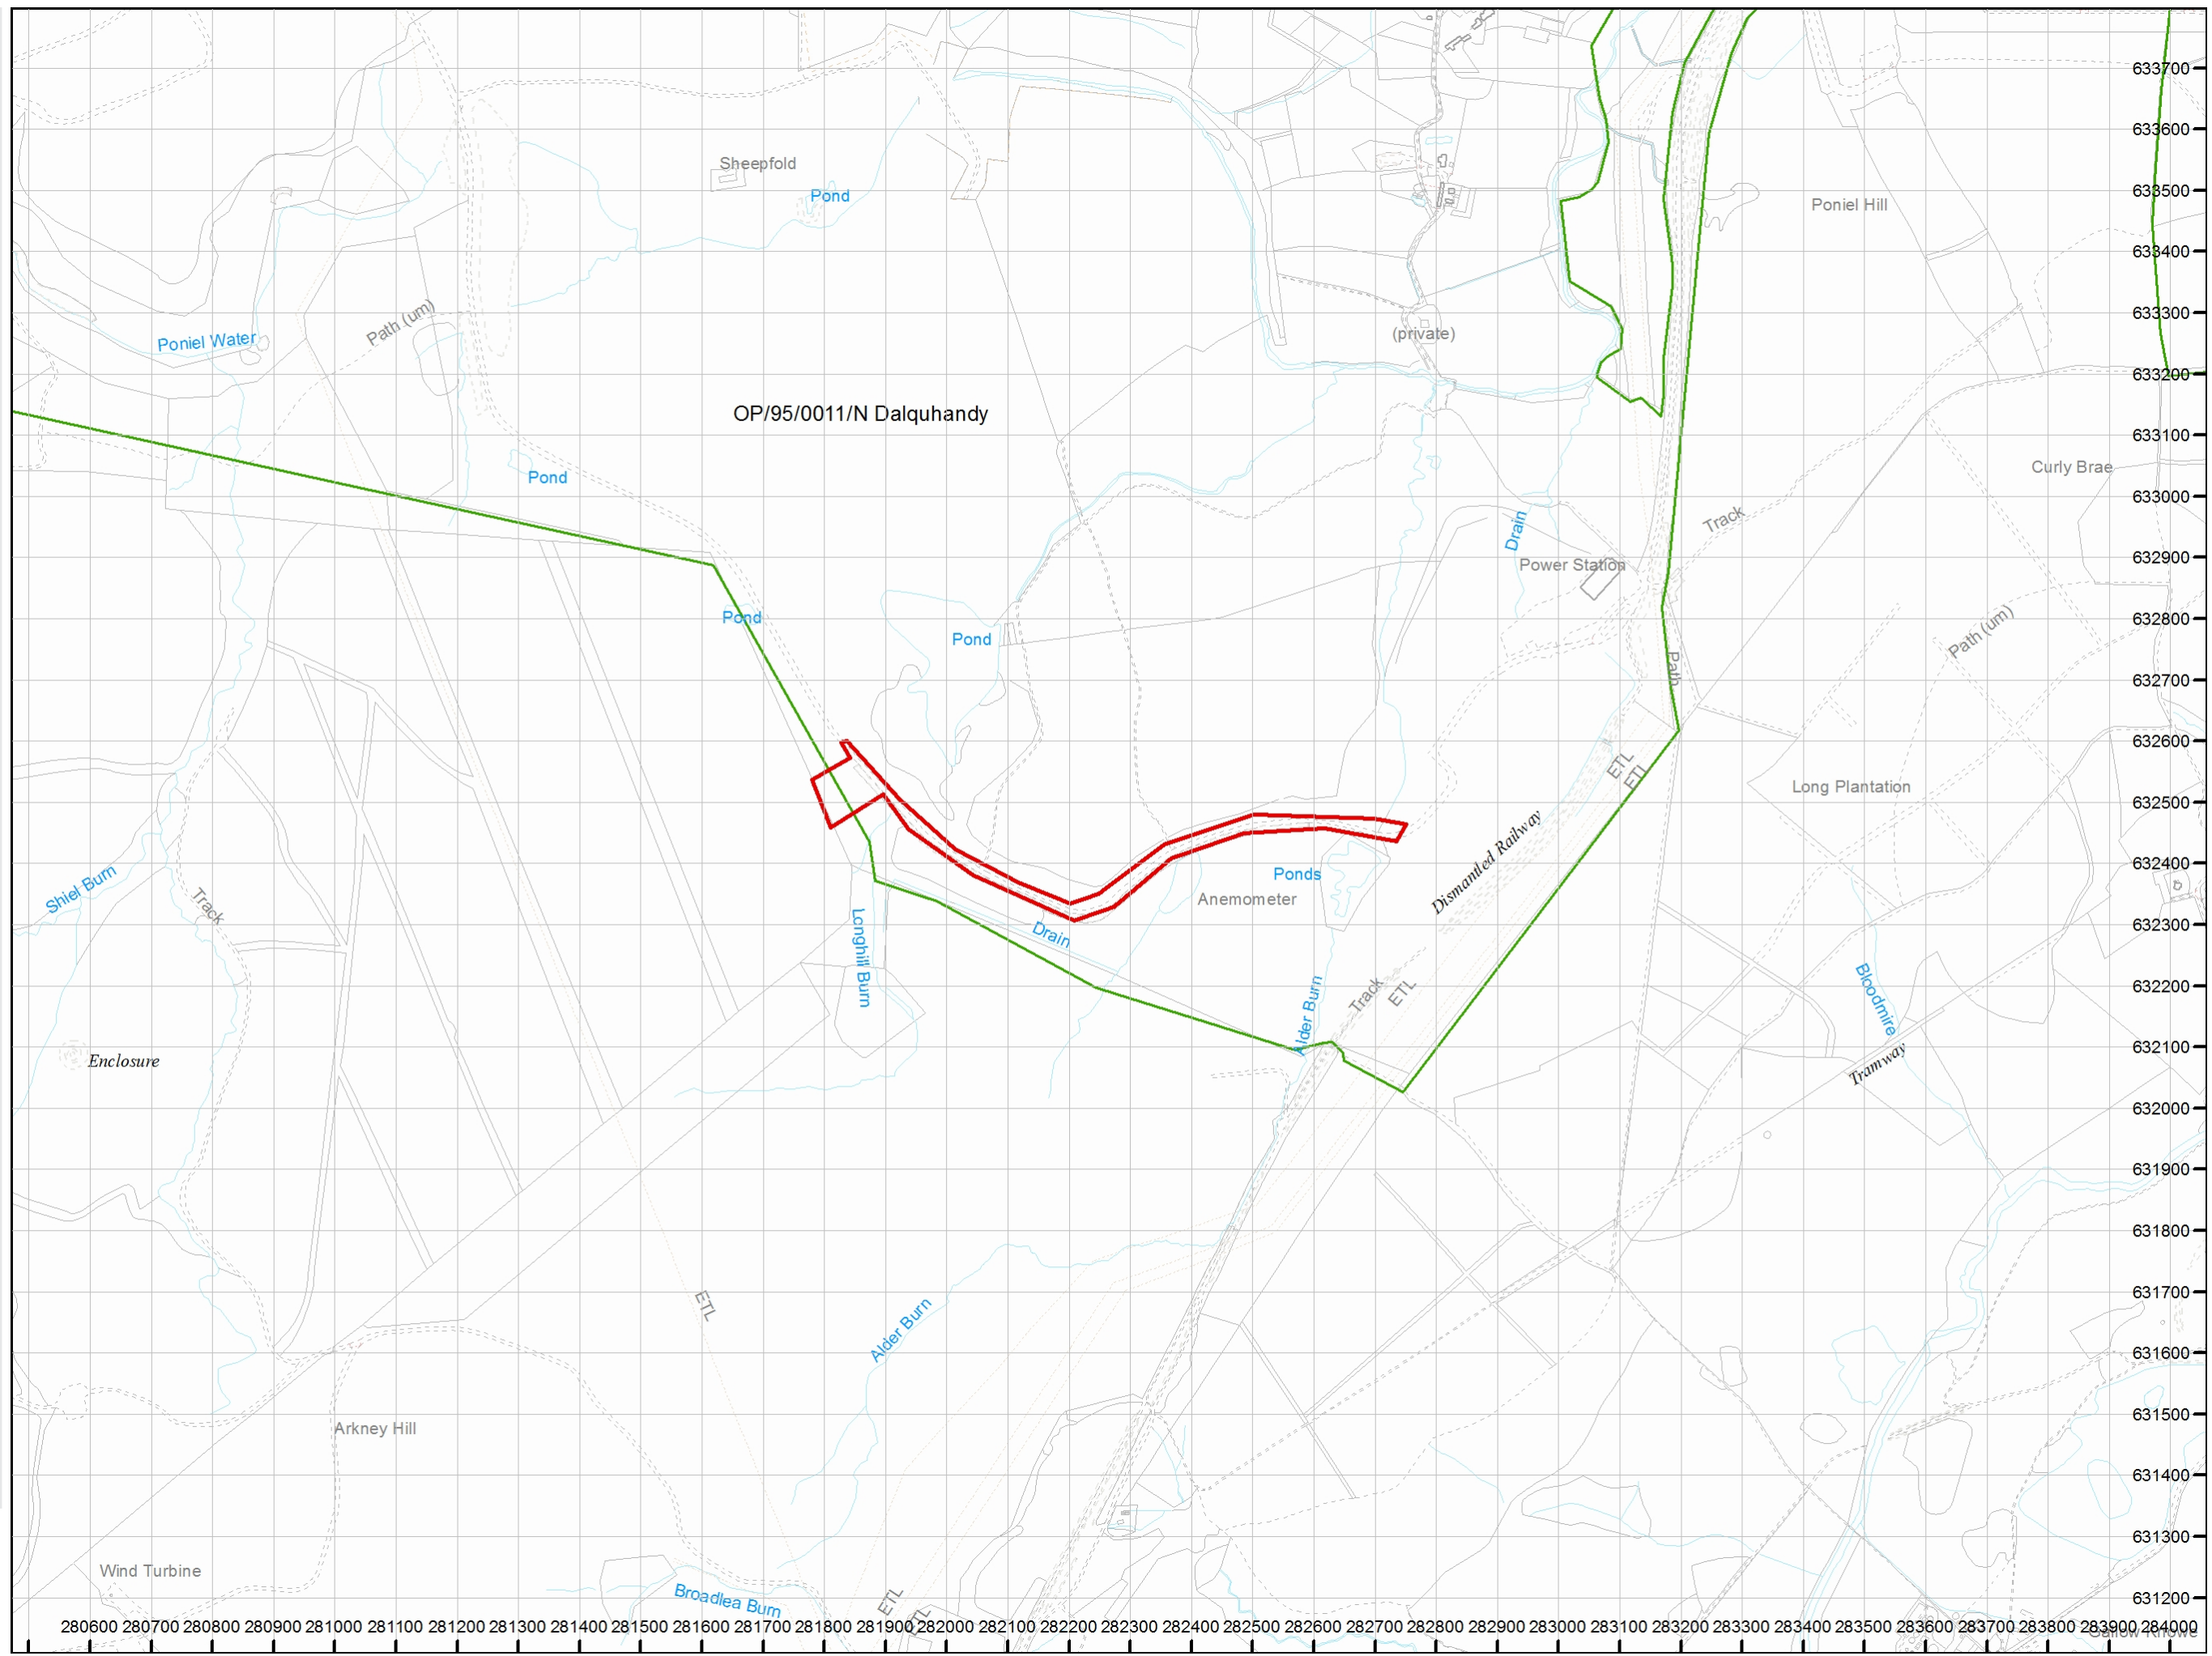 633700
633600
Sheepfold
Pond
633500
Poniel Hill
633400
Path (um)
633300
Poniel Water
(private)
633200
OP/95/0011/N Dalquhandy
633100
Curly Brae
Pond
633000
Track
Drain
632900
Power Station
Pond
632800
Path (um)
Pond
Path
632700
632600
ETL
ETL
Long Plantation
632500
Dismantled Railway
632400
Ponds
Shiel Burn
Anemometer
Track
632300
Drain
Longhill Burn
Bloodmire
632200
Track
ETL
Alder Burn
632100
Enclosure
Tramway
632000
631900
631800
631700
ETL
Alder Burn
631600
631500
Arkney Hill
631400
631300
Wind Turbine
Broadlea Burn
ETL
631200
ETL
280600 280700 280800 280900 281000 281100 281200 281300 281400 281500 281600 281700 281800 281900 282000 282100 282200 282300 282400 282500 282600 282700 282800 282900 283000 283100 283200 283300 283400 283500 283600 283700 283800 283900 284000